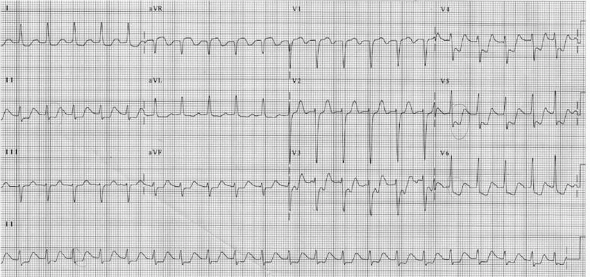 I aVR V1 V4
II aVL V2 V5
III aVF V3 V6
II